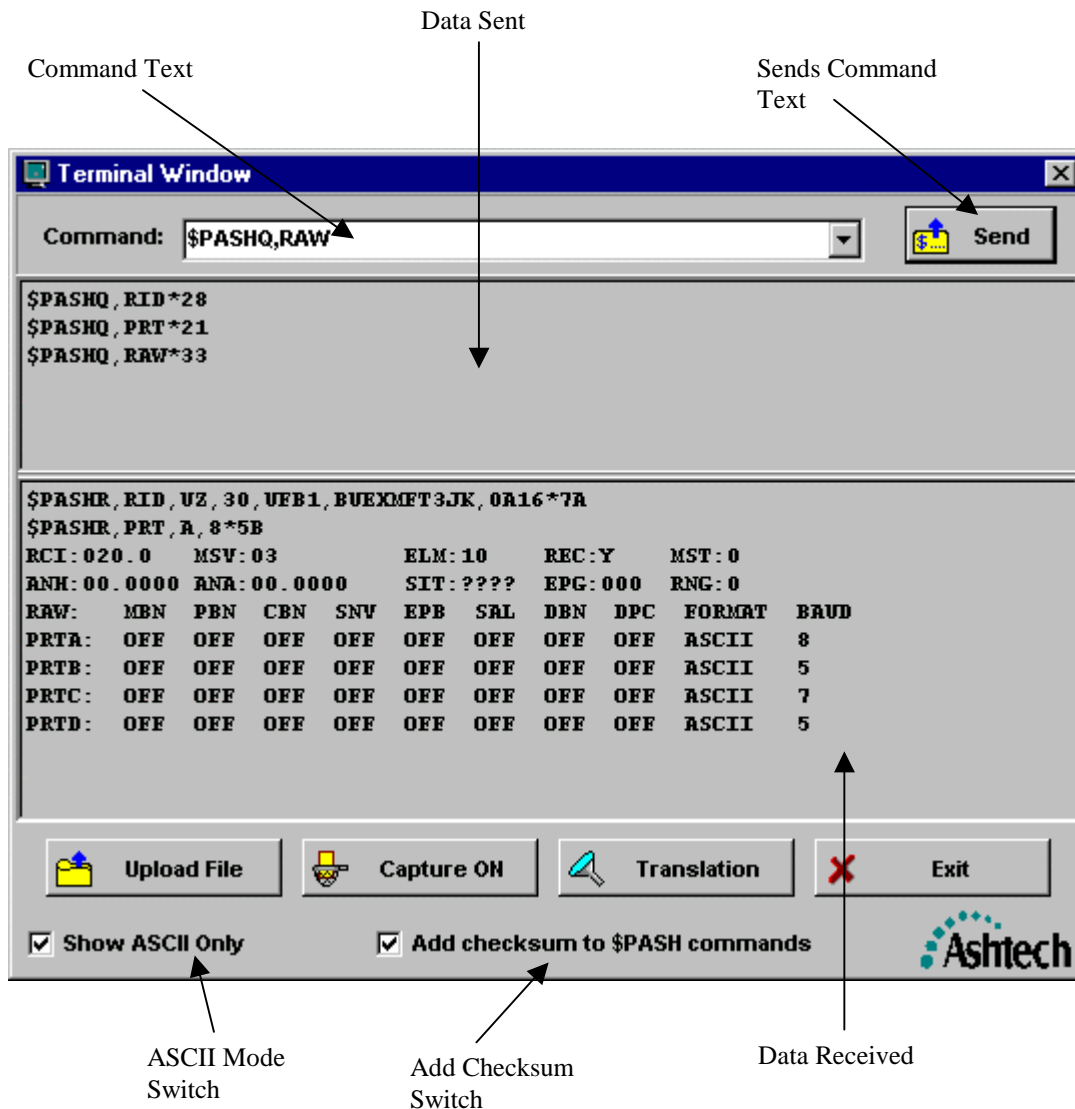 Data Sent
Command Text
Sends Command
Text
Terminal Window
Command: $PASHQ,RAW Send
$PASHQ,RID*28
$PASHQ,PRT*21
$PASHQ,RAW*33
$PASHR,RID,UZ,30,UFB1,BUEXMFT3JK,0A16*7A
$PASHR,PRT,A,8*5B
RCI:020.0 MSV:03 ELM:10 REC:Y MST:0
ANH:00.0000 ANA:00.0000 SIT:???? EPG:000 RNG:0
RAW: MBN PBN CBN SNV EPB SAL DBN DPC FORMAT BAUD
PRTA: OFF OFF OFF OFF OFF OFF OFF OFF ASCII 8
PRTB: OFF OFF OFF OFF OFF OFF OFF OFF ASCII 5
PRTC: OFF OFF OFF OFF OFF OFF OFF OFF ASCII 7
PRTD: OFF OFF OFF OFF OFF OFF OFF OFF ASCII 5
Upload File Capture ON Translation Exit
Show ASCII Only Add checksum to $PASH commands Ashtech
ASCII Mode
Switch
Add Checksum
Switch
Data Received